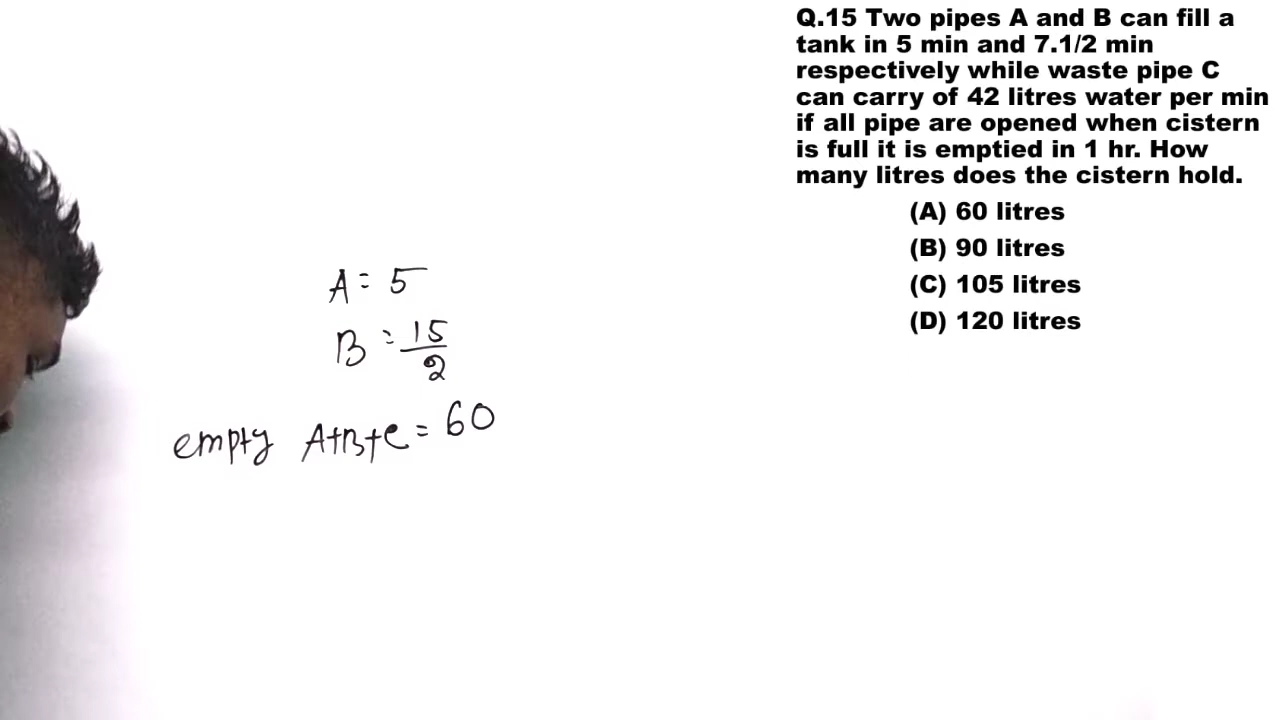 Q.15 Two pipes A and B can fill a
tank in 5 min and 7.1/2 min
respectively while waste pipe C
can carry of 42 litres water per min
if all pipe are opened when cistern
is full it is emptied in 1 hr. How
many litres does the cistern hold.
(A) 60 litres
(B) 90 litres
(C) 105 litres
(D) 120 litres
A = 5
B = 15/2
empty A+B+C = 60